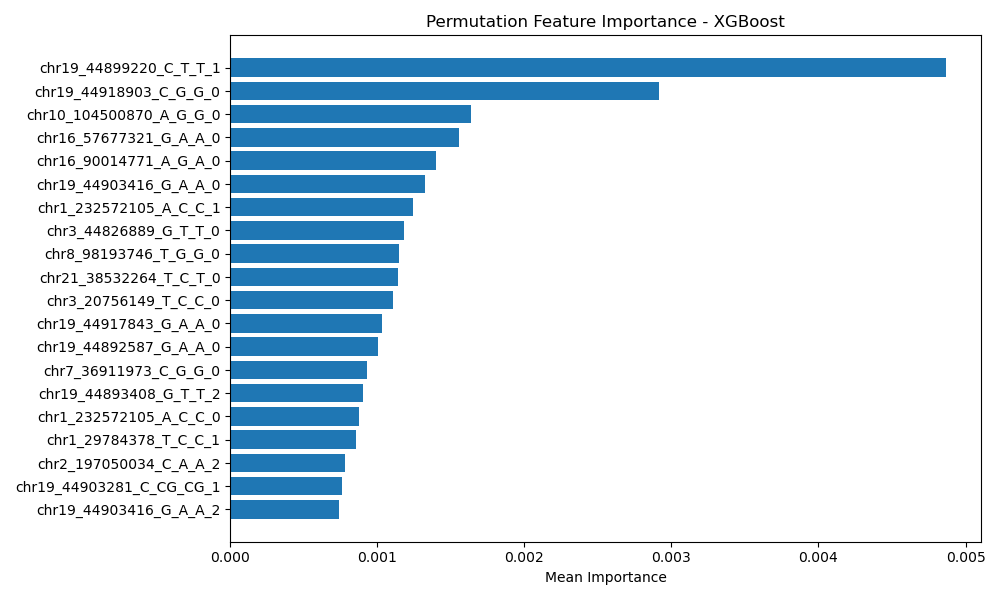 Permutation Feature Importance - XGBoost
chr19_44899220_C_T_T_1
chr19_44918903_C_G_G_0
chr10_104500870_A_G_G_0
chr16_57677321_G_A_A_0
chr16_90014771_A_G_A_0
chr19_44903416_G_A_A_0
chr1_232572105_A_C_C_1
chr3_44826889_G_T_T_0
chr8_98193746_T_G_G_0
chr21_38532264_T_C_T_0
chr3_20756149_T_C_C_0
chr19_44917843_G_A_A_0
chr19_44892587_G_A_A_0
chr7_36911973_C_G_G_0
chr19_44893408_G_T_T_2
chr1_232572105_A_C_C_0
chr1_29784378_T_C_C_1
chr2_197050034_C_A_A_2
chr19_44903281_C_CG_CG_1
chr19_44903416_G_A_A_2
0.000 0.001 0.002 0.003 0.004 0.005
Mean Importance